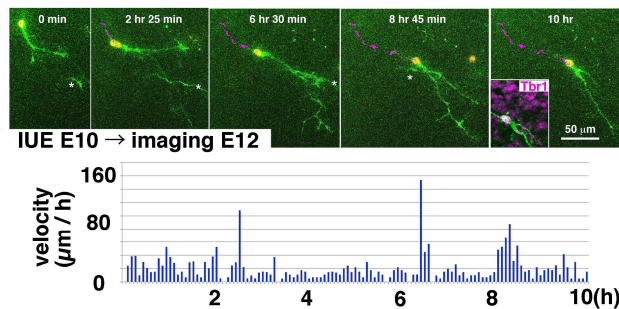 0 min
2 hr 25 min
6 hr 30 min
8 hr 45 min
10 hr
*
*
*
*
Tbr1
50 μm
IUE E10 → imaging E12
velocity
(μm / h)
160
80
0
2
4
6
8
10(h)